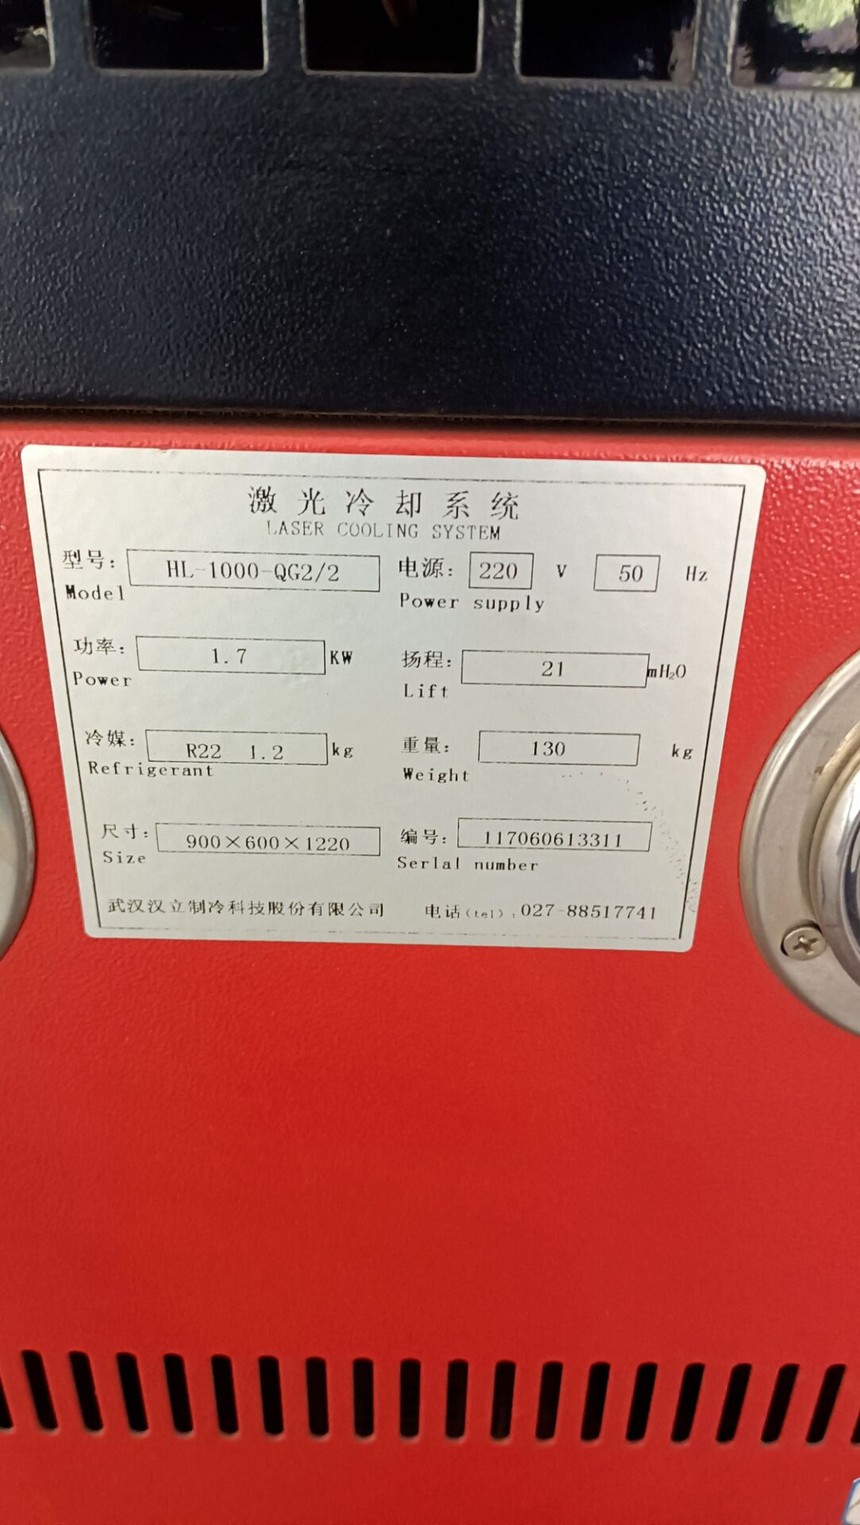 激光冷却系统
LASER COOLING SYSTEM
型号: HL-1000-QG2/2 电源: 220 V 50 Hz
Model Power supply
功率: 1.7 KW 扬程: 21 mH₂O
Power Lift
冷媒: R22 1.2 kg 重量: 130 kg
Refrigerant Weight
尺寸: 900×600×1220 编号: 117060613311
Size Serlal number
武汉汉立制冷科技股份有限公司 电话(tel):027-88517741